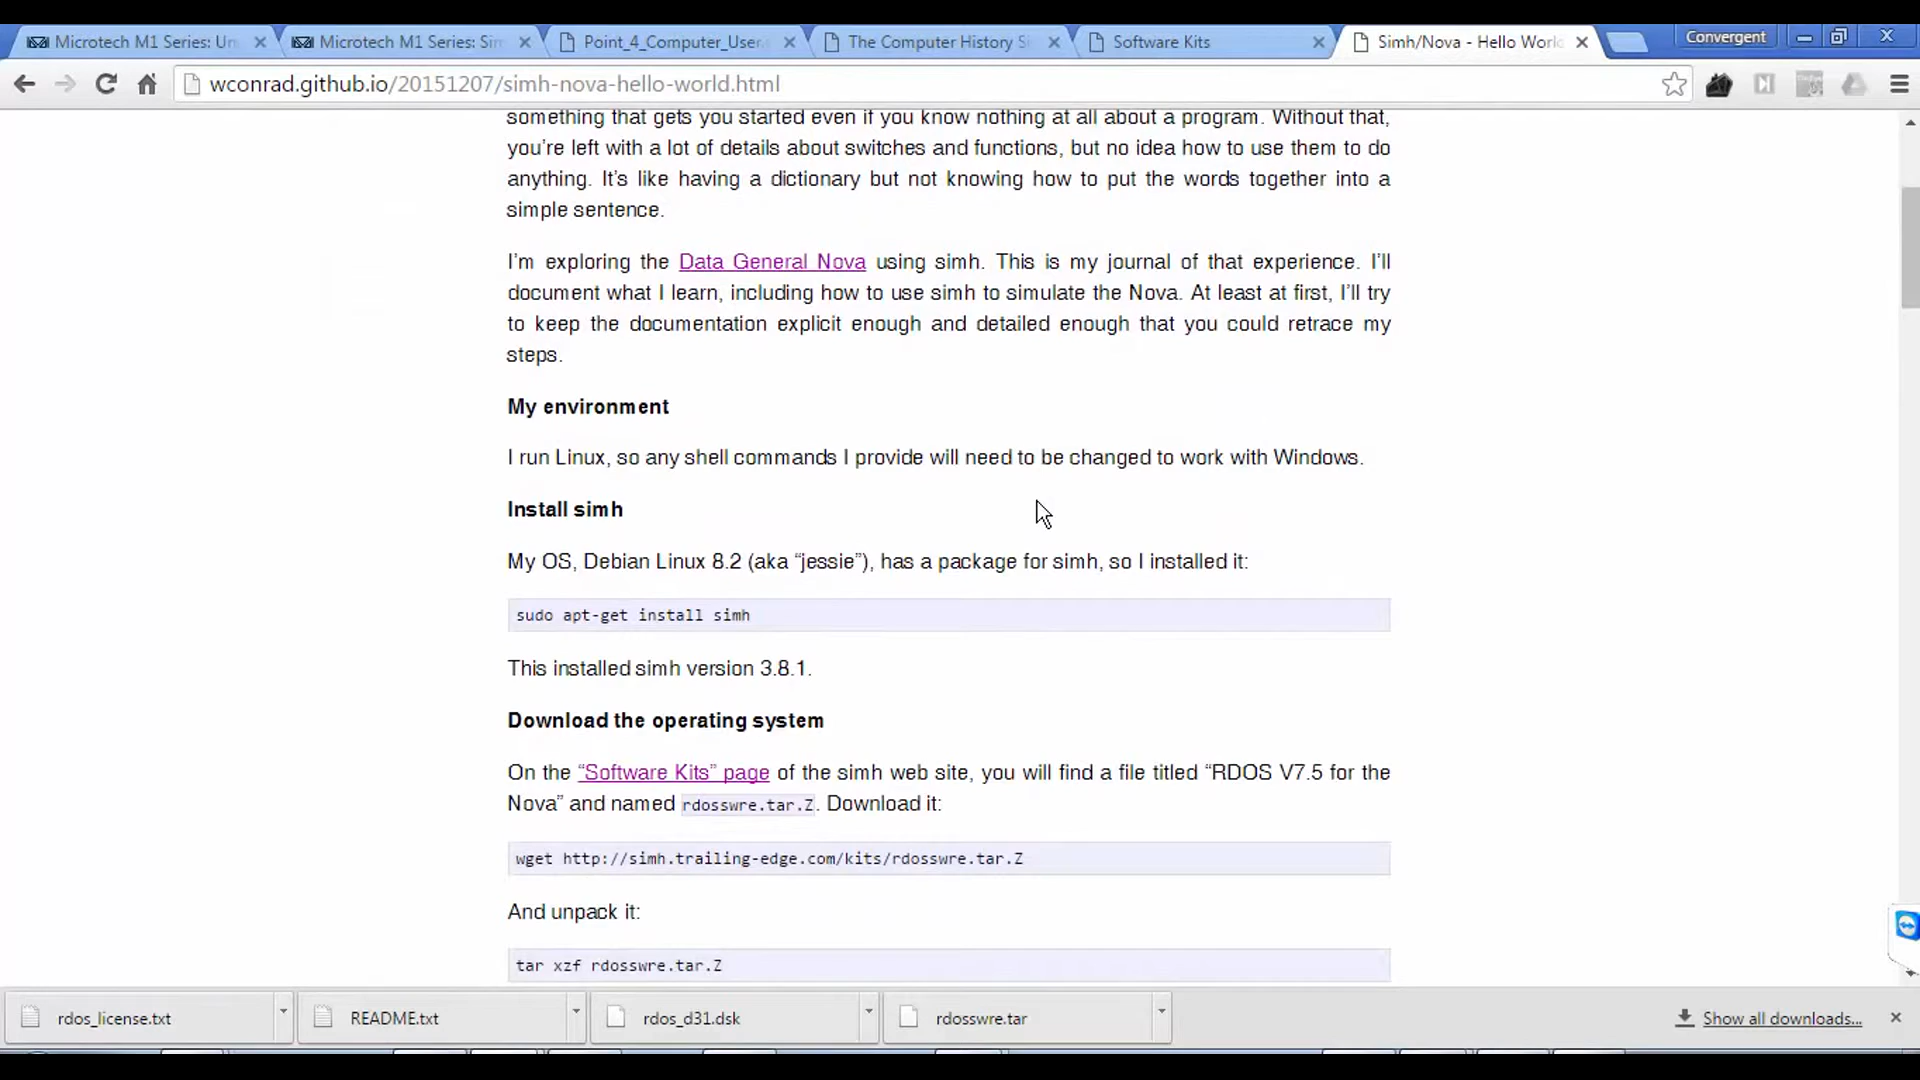 Microtech M1 Series: Un
Microtech M1 Series: Sim
Point_4_Computer_User
The Computer History Si
Software Kits
Simh/Nova - Hello World
Convergent
wconrad.github.io/20151207/simh-nova-hello-world.html
something that gets you started even if you know nothing at all about a program. Without that,
you're left with a lot of details about switches and functions, but no idea how to use them to do
anything. It's like having a dictionary but not knowing how to put the words together into a
simple sentence.
I'm exploring the Data General Nova using simh. This is my journal of that experience. I'll
document what I learn, including how to use simh to simulate the Nova. At least at first, I'll try
to keep the documentation explicit enough and detailed enough that you could retrace my
steps.
My environment
I run Linux, so any shell commands I provide will need to be changed to work with Windows.
Install simh
My OS, Debian Linux 8.2 (aka “jessie”), has a package for simh, so I installed it:
sudo apt-get install simh
This installed simh version 3.8.1.
Download the operating system
On the “Software Kits” page of the simh web site, you will find a file titled “RDOS V7.5 for the
Nova” and named rdosswre.tar.Z. Download it:
wget http://simh.trailing-edge.com/kits/rdosswre.tar.Z
And unpack it:
tar xzf rdosswre.tar.Z
rdos_license.txt
README.txt
rdos_d31.dsk
rdosswre.tar
Show all downloads...